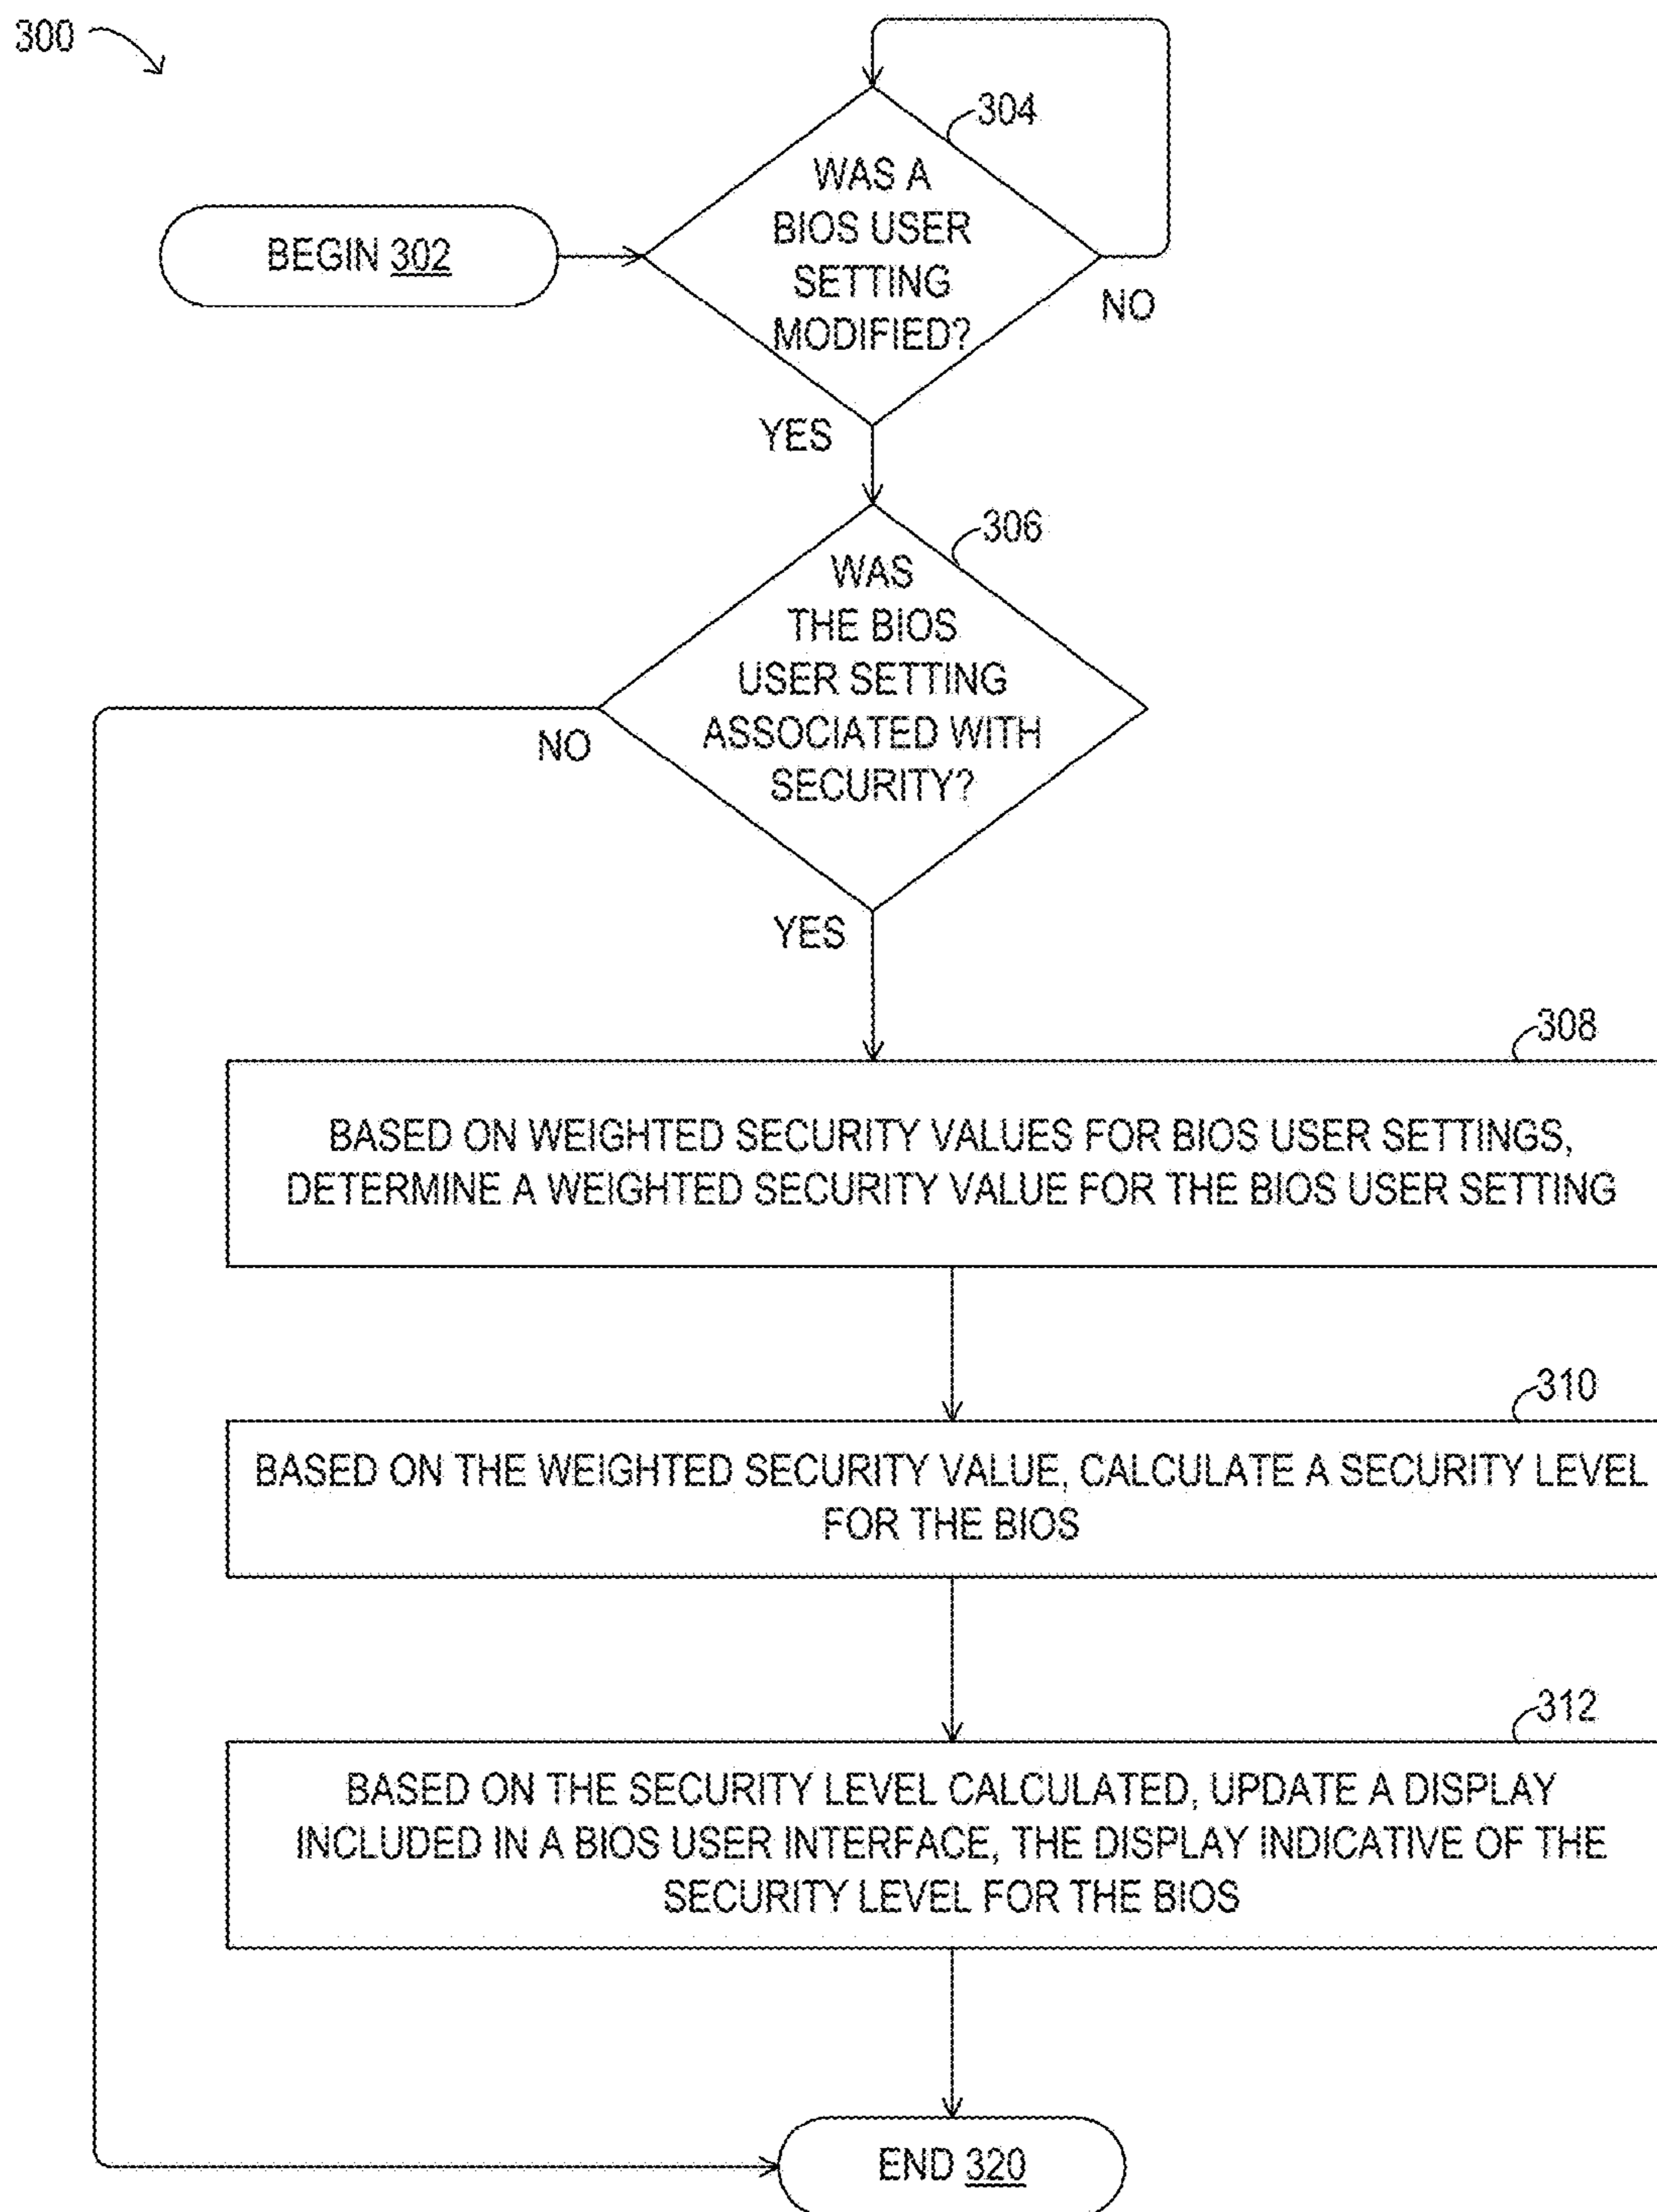 300
304
WAS A
BIOS USER
SETTING
MODIFIED?
BEGIN 302
NO
YES
306
WAS
THE BIOS
USER SETTING
ASSOCIATED WITH
SECURITY?
NO
YES
308
BASED ON WEIGHTED SECURITY VALUES FOR BIOS USER SETTINGS,
DETERMINE A WEIGHTED SECURITY VALUE FOR THE BIOS USER SETTING
310
BASED ON THE WEIGHTED SECURITY VALUE, CALCULATE A SECURITY LEVEL
FOR THE BIOS
312
BASED ON THE SECURITY LEVEL CALCULATED, UPDATE A DISPLAY
INCLUDED IN A BIOS USER INTERFACE, THE DISPLAY INDICATIVE OF THE
SECURITY LEVEL FOR THE BIOS
END 320